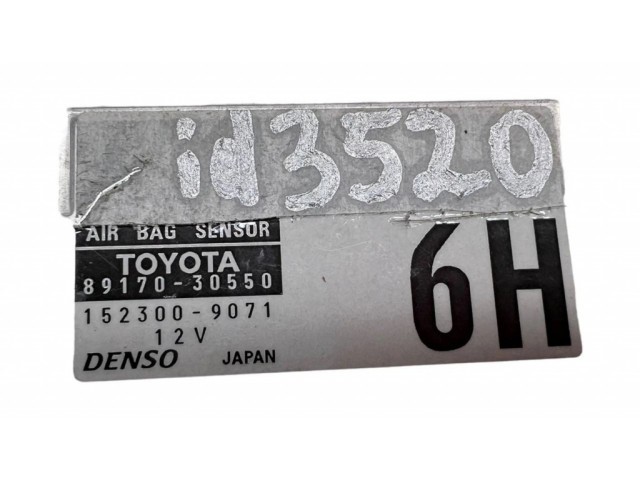 id3520
AIR BAG SENSOR
TOYOTA
89170-30550
152300-9071
12V
DENSO JAPAN
6H